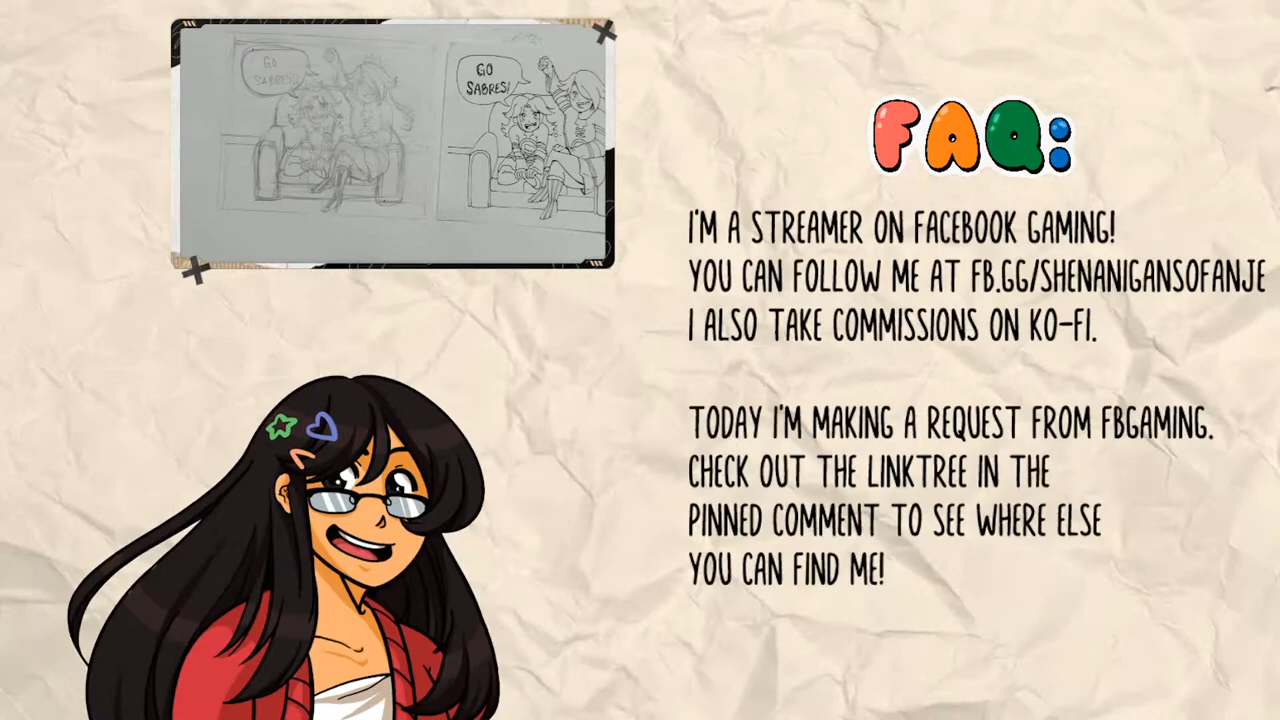 GO
SABRES!
GO
SABRES!
FAQ:
I'M A STREAMER ON FACEBOOK GAMING!
YOU CAN FOLLOW ME AT FB.GG/SHENANIGANSOFANJE
I ALSO TAKE COMMISSIONS ON KO-FI.
TODAY I'M MAKING A REQUEST FROM FBGAMING.
CHECK OUT THE LINKTREE IN THE
PINNED COMMENT TO SEE WHERE ELSE
YOU CAN FIND ME!